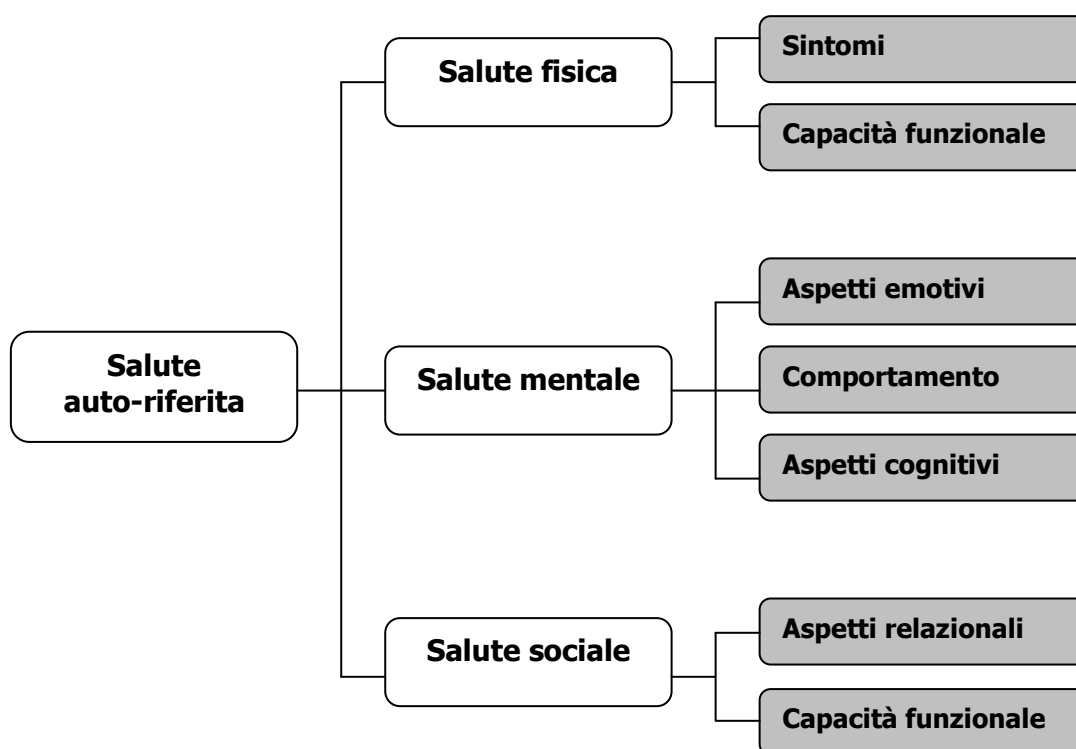 Salute
auto-riferita
Salute fisica
Sintomi
Capacità funzionale
Salute mentale
Aspetti emotivi
Comportamento
Aspetti cognitivi
Salute sociale
Aspetti relazionali
Capacità funzionale